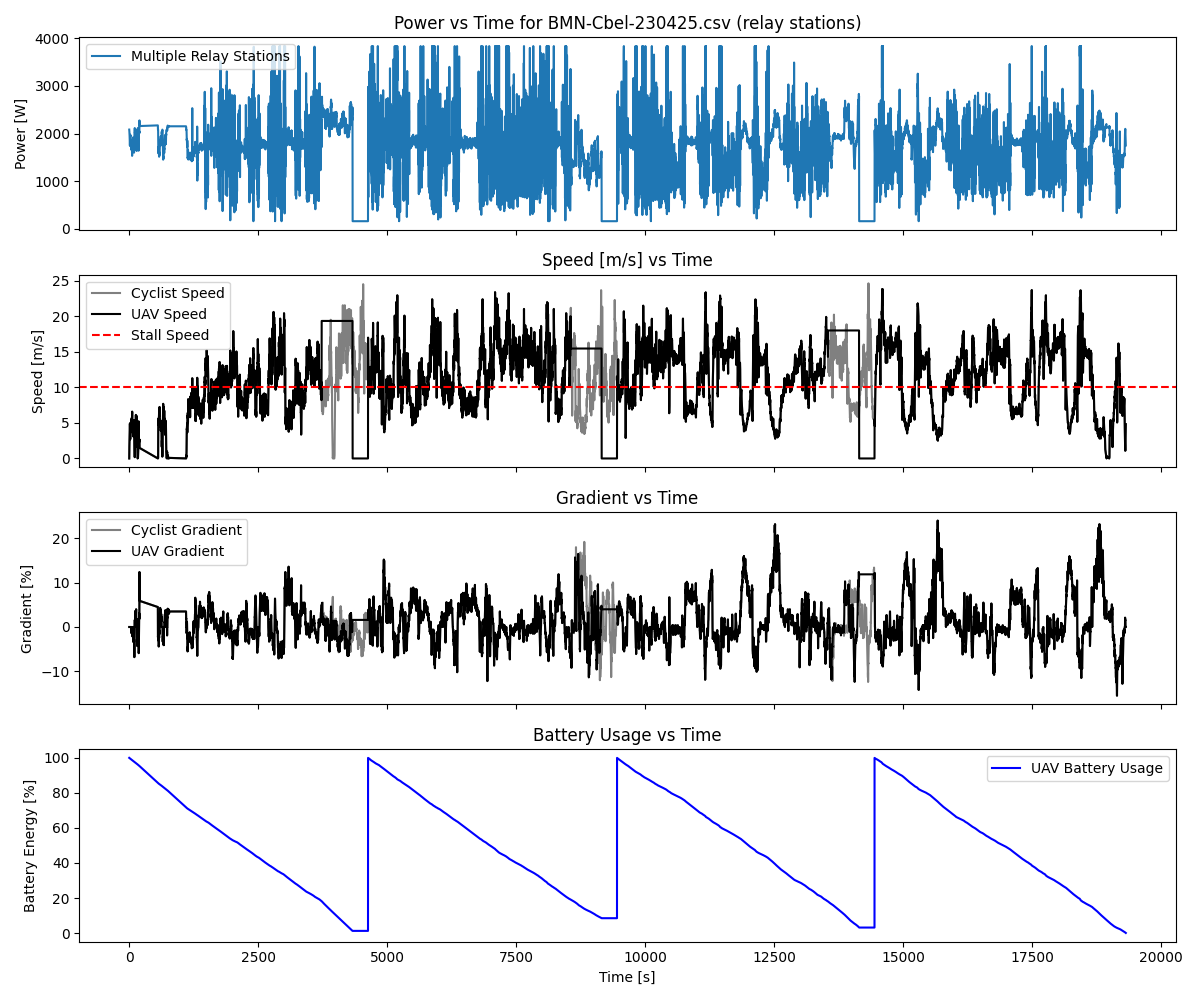 Power vs Time for BMN-Cbel-230425.csv (relay stations)
Power [W]
4000
3000
2000
1000
0
Multiple Relay Stations
Speed [m/s] vs Time
Speed [m/s]
25
20
15
10
5
0
Cyclist Speed
UAV Speed
Stall Speed
Gradient vs Time
Gradient [%]
20
10
0
−10
Cyclist Gradient
UAV Gradient
Battery Usage vs Time
Battery Energy [%]
100
80
60
40
20
0
UAV Battery Usage
0 2500 5000 7500 10000 12500 15000 17500 20000
Time [s]